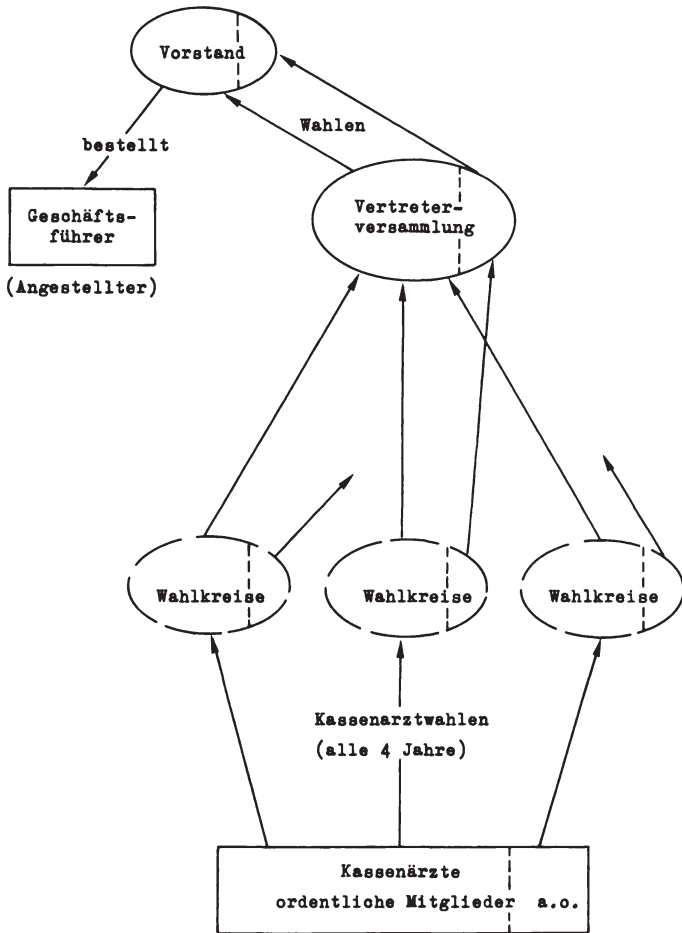 Vorstand
Wahlen
bestellt
Geschäfts-
führer
(Angestellter)
Vertreter-
versammlung
Wahlkreise
Wahlkreise
Wahlkreise
Kassenarztwahlen
(alle 4 Jahre)
Kassenärzte
ordentliche Mitglieder a.o.